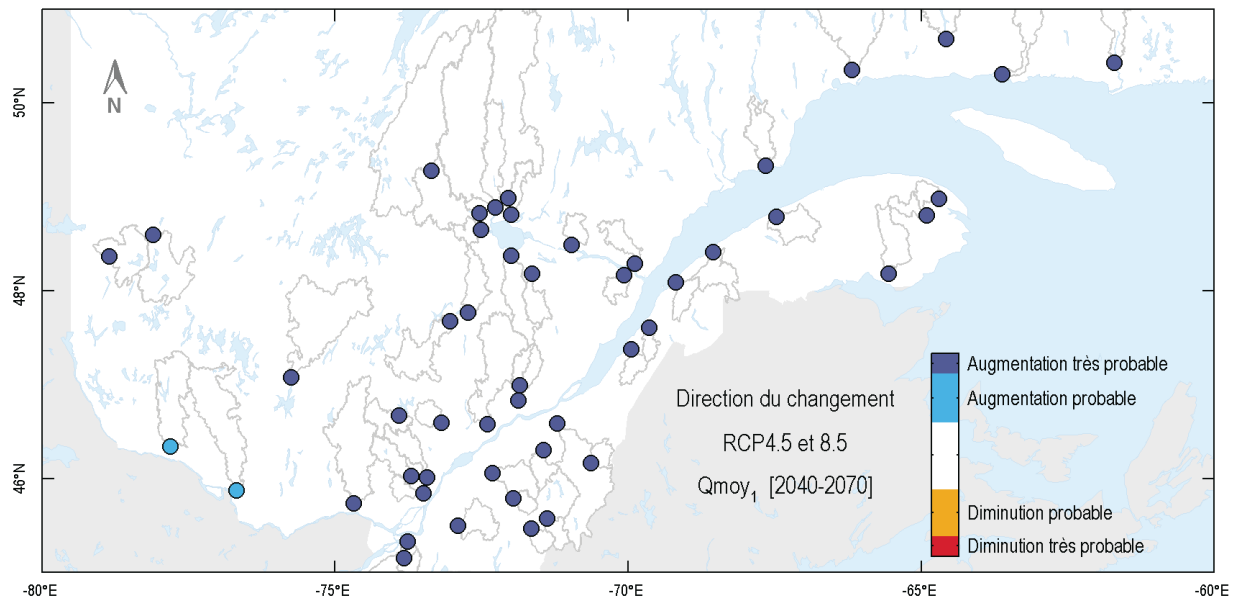 N
50°N
48°N
46°N
-80°E
-75°E
-70°E
-65°E
-60°E
Direction du changement
RCP4.5 et 8.5
Qmoy₁ [2040-2070]
Augmentation très probable
Augmentation probable
Diminution probable
Diminution très probable